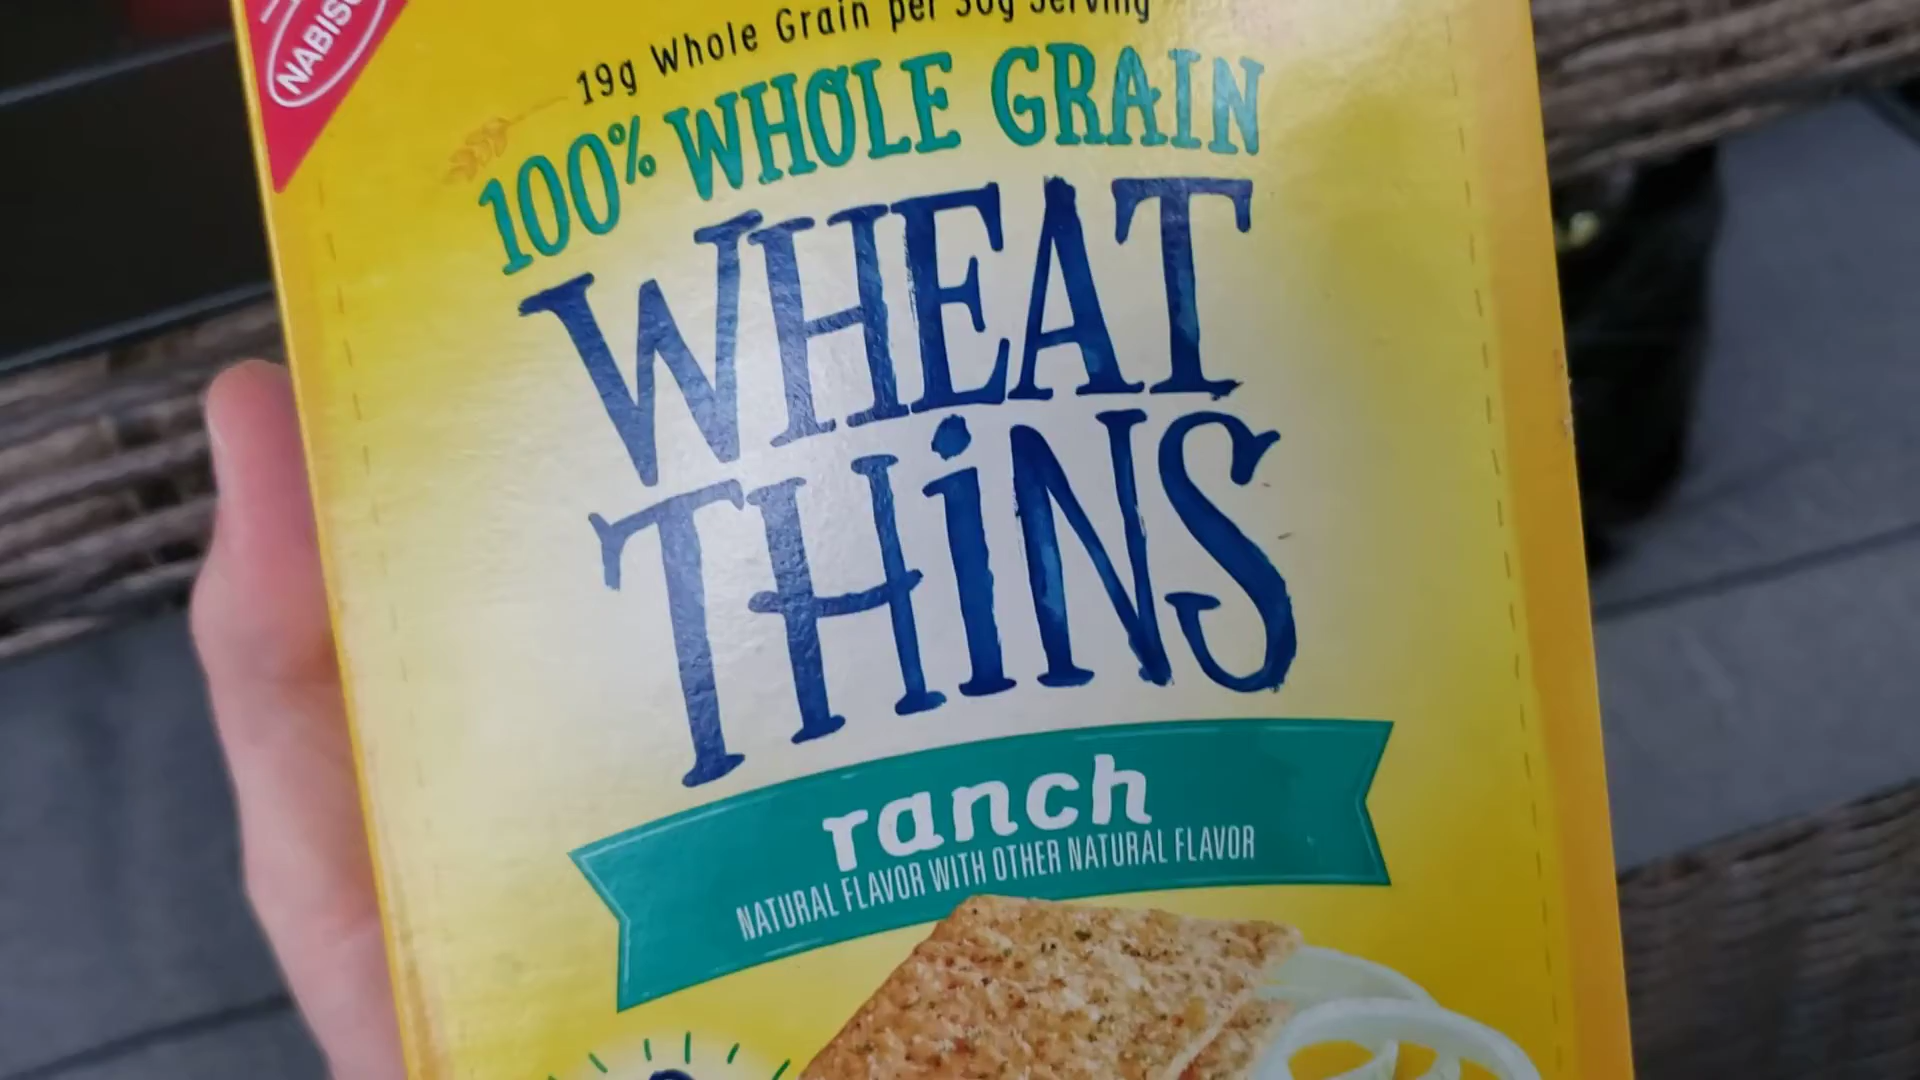 NABISCO
19g Whole Grain per 30g Serving
100% WHOLE GRAIN
WHEAT
THiNS
ranch
NATURAL FLAVOR WITH OTHER NATURAL FLAVOR